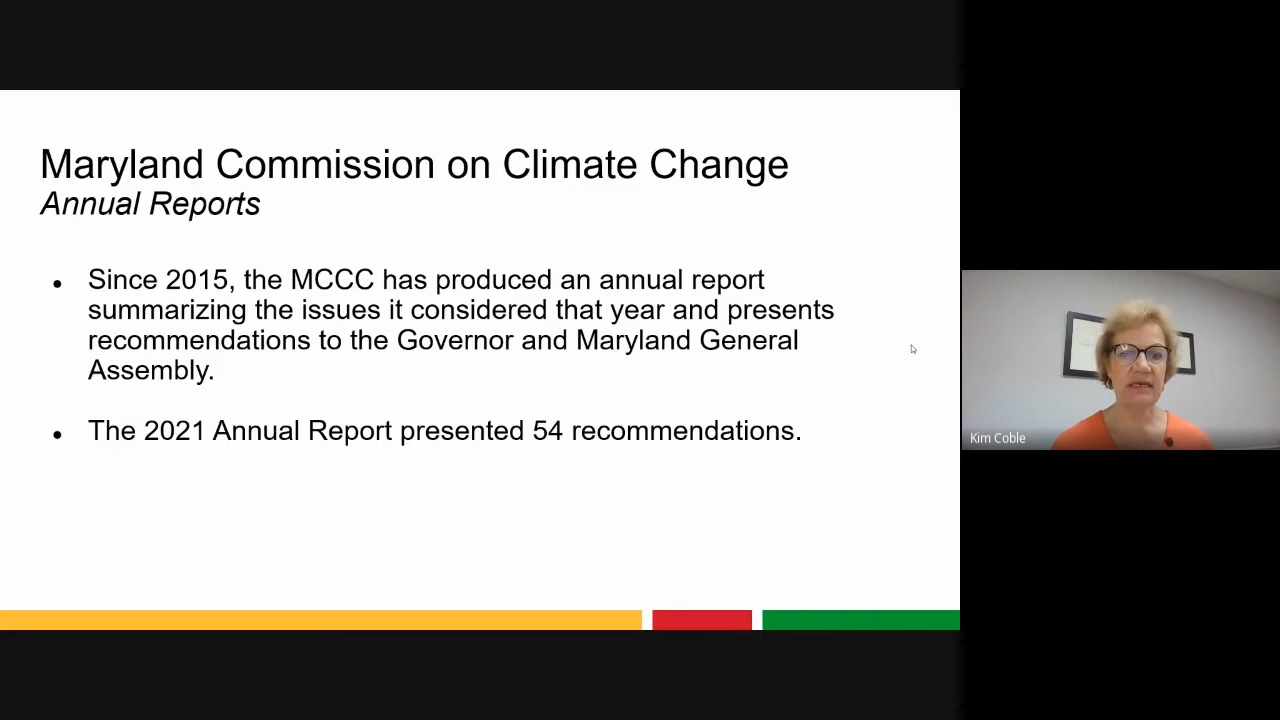 Maryland Commission on Climate Change
Annual Reports
● Since 2015, the MCCC has produced an annual report
summarizing the issues it considered that year and presents
recommendations to the Governor and Maryland General
Assembly.
● The 2021 Annual Report presented 54 recommendations.
Kim Coble